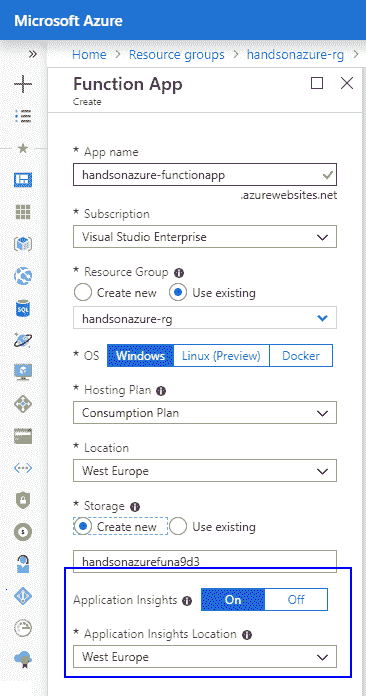 Microsoft Azure
» Home > Resource groups > handsonazure-rg >
Function App
Create
* App name
handsonazure-functionapp
.azurewebsites.net
* Subscription
Visual Studio Enterprise
* Resource Group
Create new Use existing
handsonazure-rg
* OS Windows Linux (Preview) Docker
* Hosting Plan
Consumption Plan
* Location
West Europe
* Storage
Create new Use existing
handsonazurefuna9d3
Application Insights On Off
* Application Insights Location
West Europe